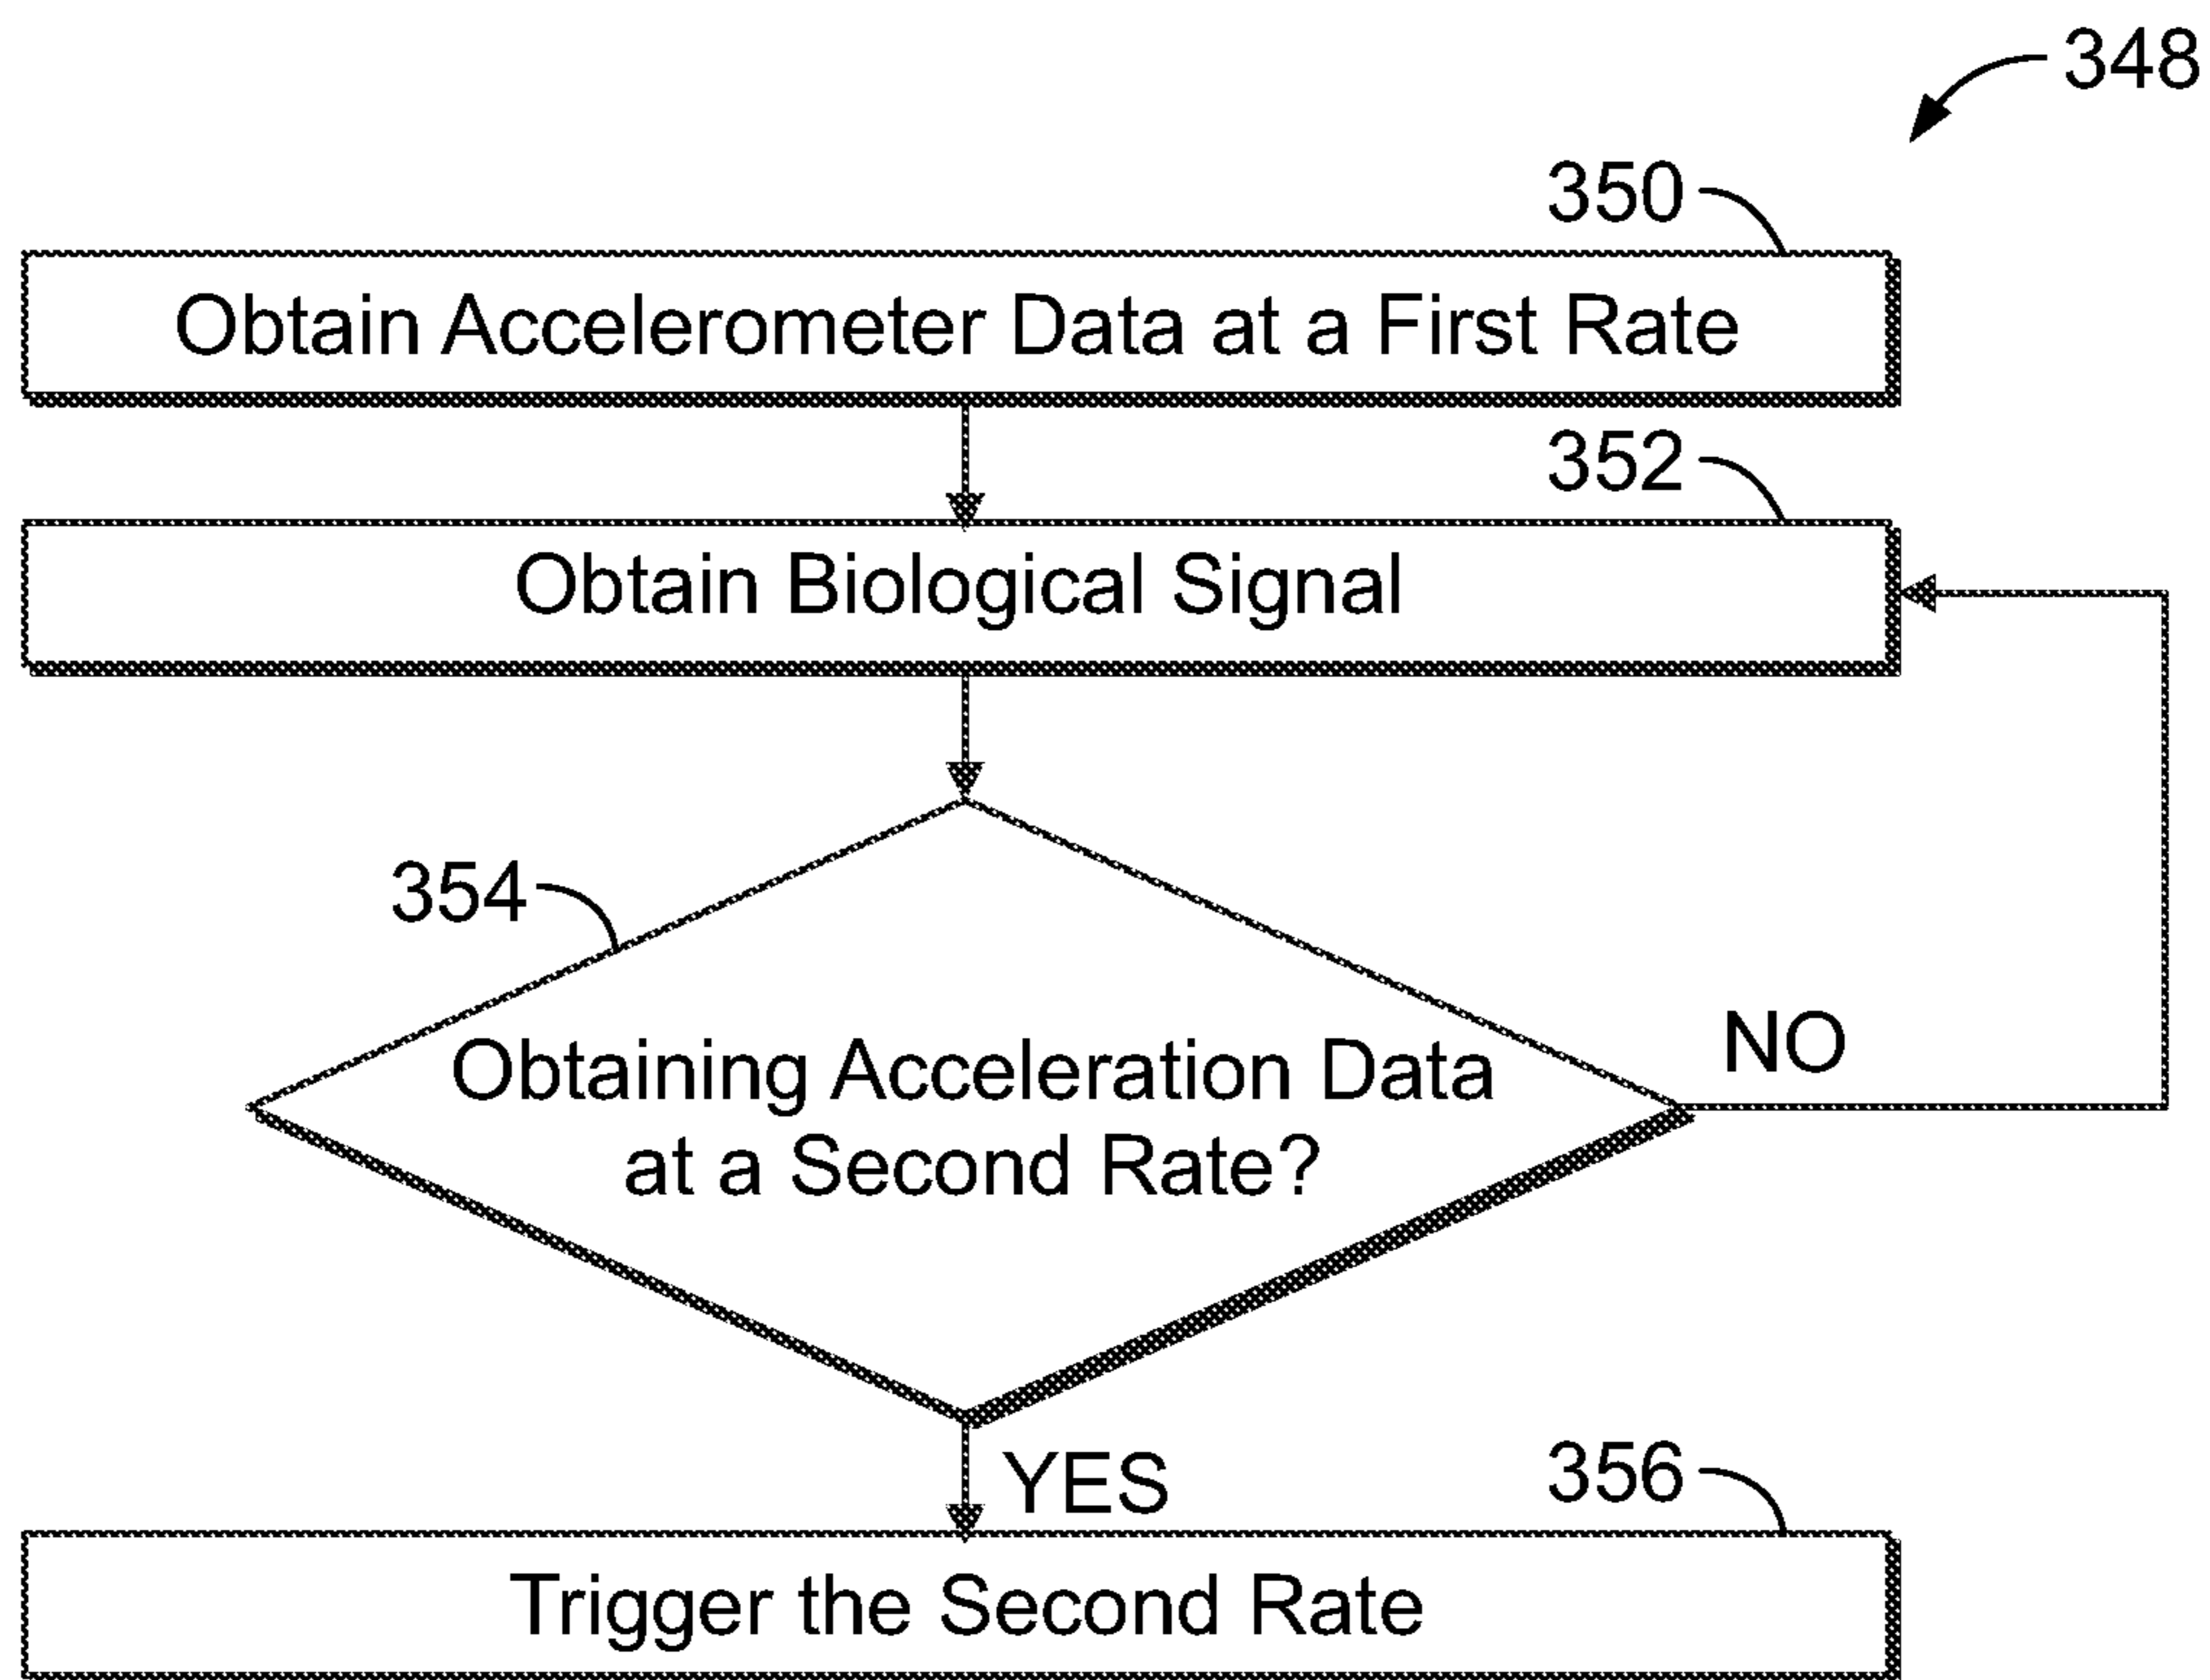 348
350
Obtain Accelerometer Data at a First Rate
352
Obtain Biological Signal
354
Obtaining Acceleration Data
at a Second Rate?
NO
YES
356
Trigger the Second Rate